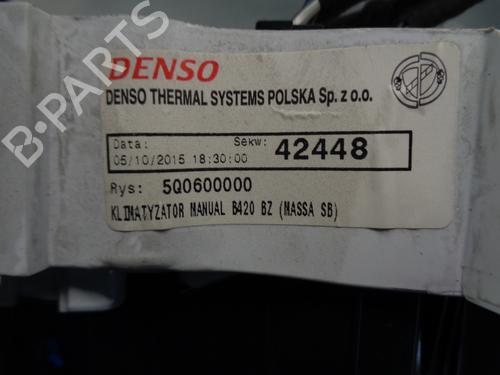 DENSO
DENSO THERMAL SYSTEMS POLSKA Sp. z o.o.
Data: Sekw:
05/10/2015 18:30:00 42448
Rys: 5Q0600000
KLIMATYZATOR MANUAL B420 BZ (MASSA SB)
B-PARTS